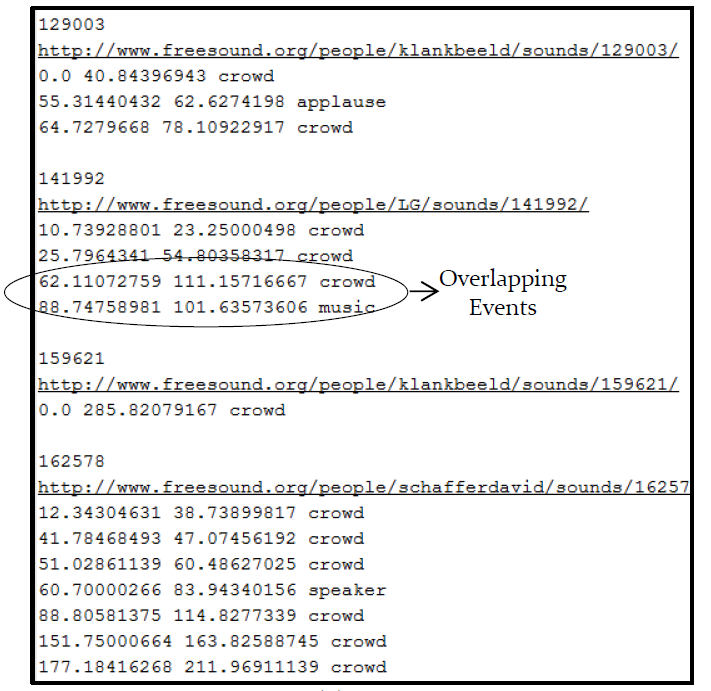 129003
http://www.freesound.org/people/klankbeeld/sounds/129003/
0.0 40.84396943 crowd
55.31440432 62.6274198 applause
64.7279668 78.10922917 crowd
141992
http://www.freesound.org/people/LG/sounds/141992/
10.73928801 23.25000498 crowd
25.7964341 54.80358317 crowd
62.11072759 111.15716667 crowd
88.74758981 101.63573606 music
Overlapping
Events
159621
http://www.freesound.org/people/klankbeeld/sounds/159621/
0.0 285.82079167 crowd
162578
http://www.freesound.org/people/schafferdavid/sounds/16257
12.34304631 38.73899817 crowd
41.78468493 47.07456192 crowd
51.02861139 60.48627025 crowd
60.70000266 83.94340156 speaker
88.80581375 114.8277339 crowd
151.75000664 163.82588745 crowd
177.18416268 211.96911139 crowd